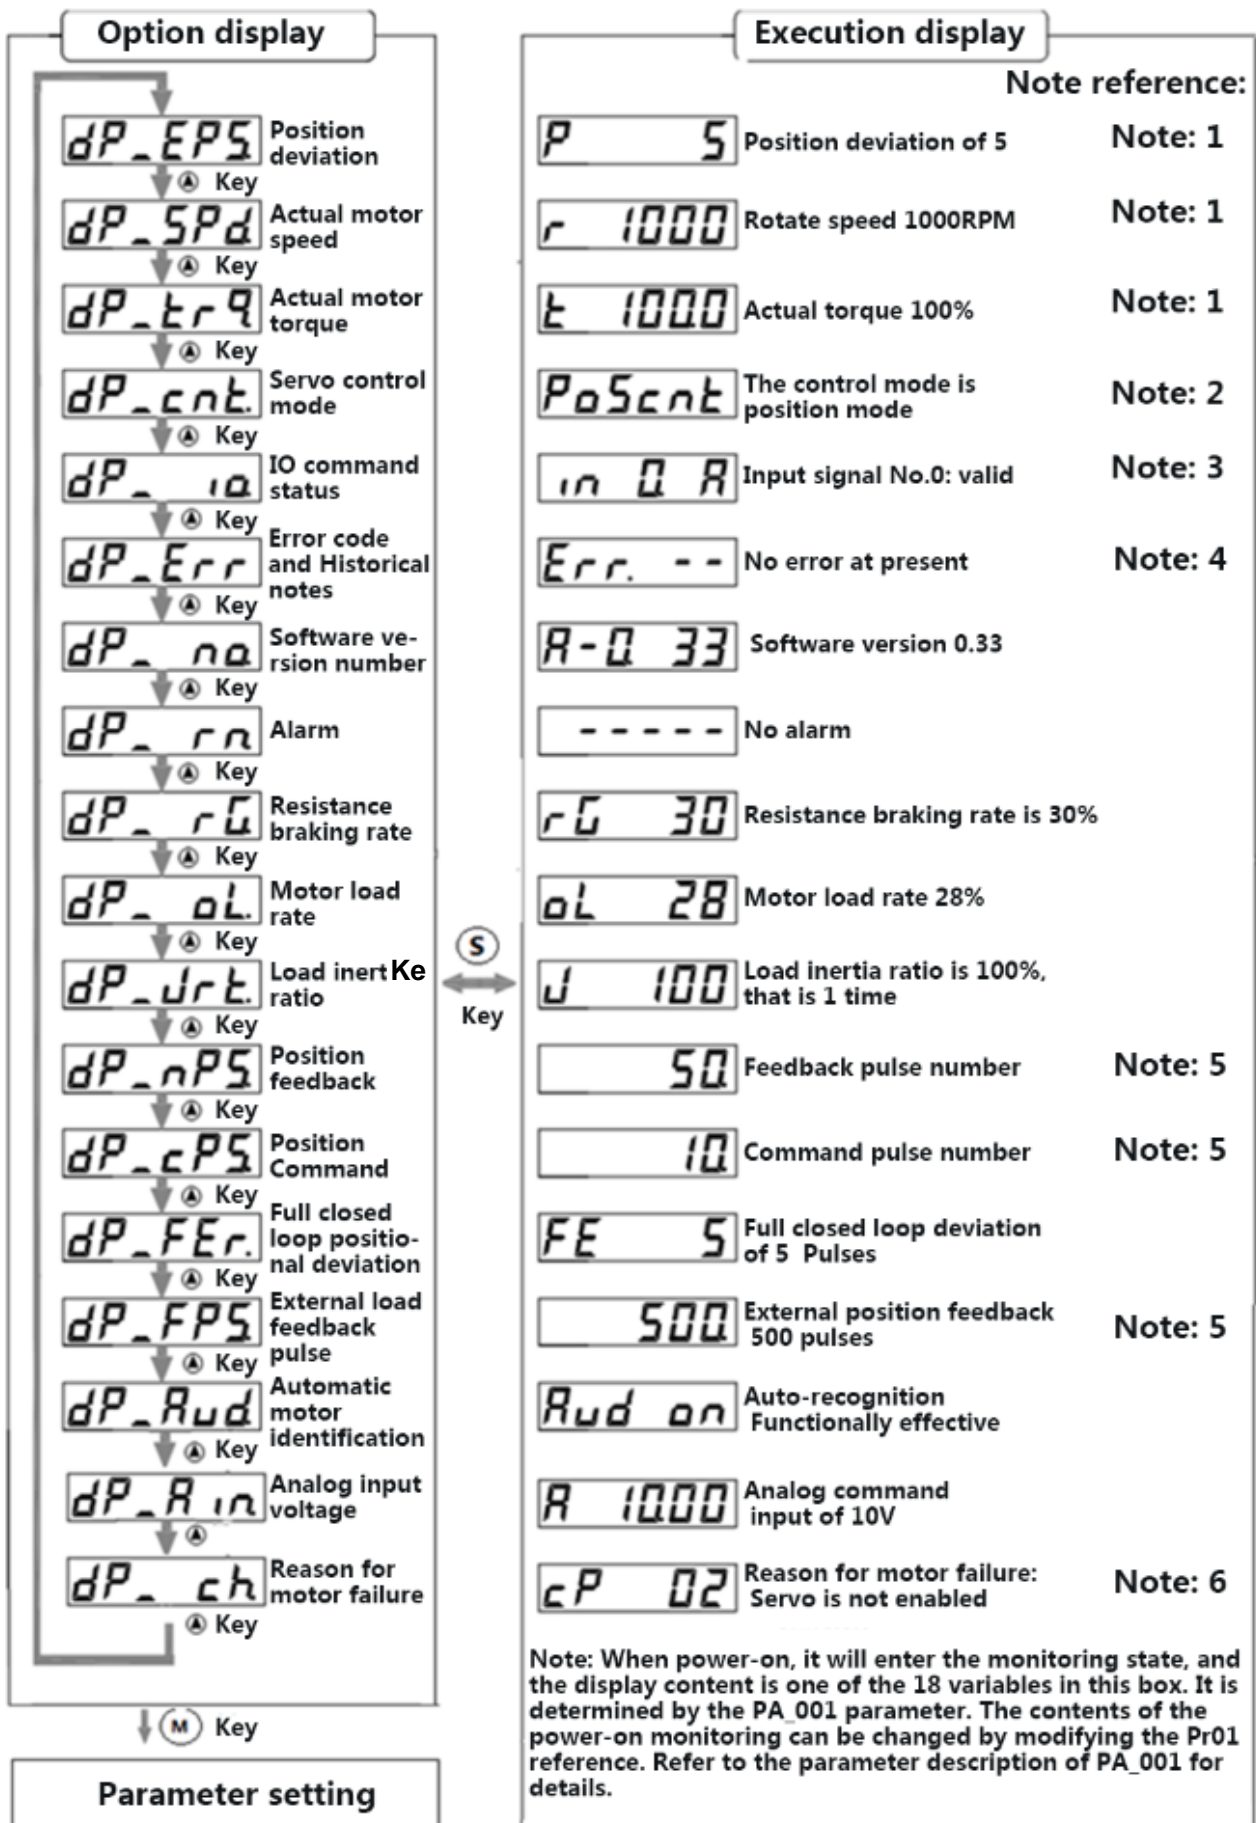 Option display
Execution display
Note reference:
dP_EPS.
Position
deviation
P 5
Position deviation of 5
Note: 1
Key
dP_SPd.
Actual motor
speed
r 1000
Rotate speed 1000RPM
Note: 1
Key
dP_trq
Actual motor
torque
t 100.0
Actual torque 100%
Note: 1
Key
dP_cnt.
Servo control
mode
PoScnt
The control mode is
position mode
Note: 2
Key
dP_ io
IO command
status
in 0. A
Input signal No.0: valid
Note: 3
Key
dP_Err
Error code
and Historical
notes
Err. --
No error at present
Note: 4
Key
dP_ no
Software ve-
rsion number
A-0. 33
Software version 0.33
Key
dP_ rn
Alarm
- - - - -
No alarm
Key
dP_ rG
Resistance
braking rate
rG 30
Resistance braking rate is 30%
Key
dP_ oL.
Motor load
rate
oL 28
Motor load rate 28%
Key
S
Key
dP_Jrt.
Load inertKe
ratio
J 100
Load inertia ratio is 100%,
that is 1 time
Key
dP_nPS.
Position
feedback
50.
Feedback pulse number
Note: 5
Key
dP_cPS.
Position
Command
10.
Command pulse number
Note: 5
Key
dP_FEr.
Full closed
loop positio-
nal deviation
FE 5
Full closed loop deviation
of 5 Pulses
Key
dP_FPS.
External load
feedback
pulse
500.
External position feedback
500 pulses
Note: 5
Key
dP_Aud.
Automatic
motor
identification
Aud on
Auto-recognition
Functionally effective
Key
dP_Ain
Analog input
voltage
A 10.00
Analog command
input of 10V
dP_ ch
Reason for
motor failure
cP 02
Reason for motor failure:
Servo is not enabled
Note: 6
Key
Note: When power-on, it will enter the monitoring state, and
the display content is one of the 18 variables in this box. It is
determined by the PA_001 parameter. The contents of the
power-on monitoring can be changed by modifying the Pr01
reference. Refer to the parameter description of PA_001 for
details.
M Key
Parameter setting